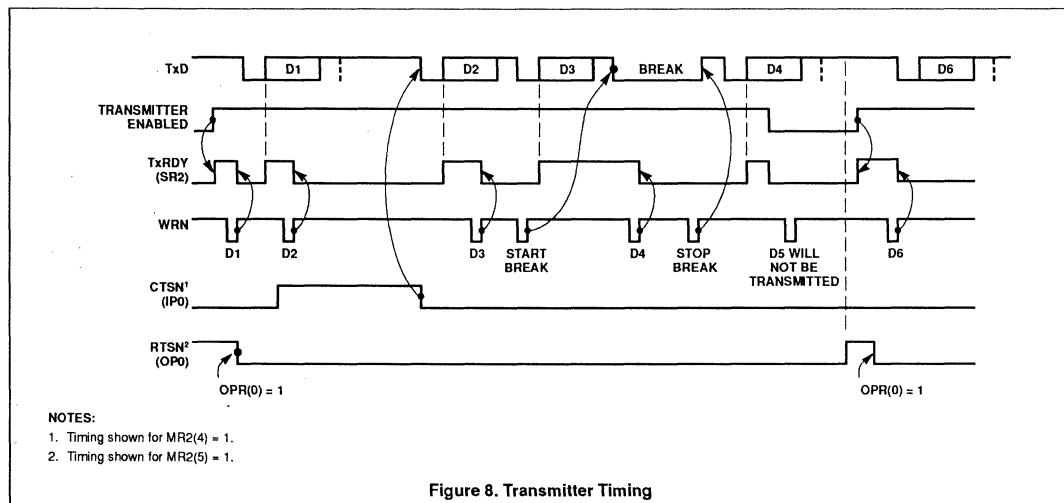 TxD
D1
D2
D3
BREAK
D4
D6
TRANSMITTER
ENABLED
TxRDY
(SR2)
WRN
D1
D2
D3
START
BREAK
D4
STOP
BREAK
D5 WILL
NOT BE
TRANSMITTED
D6
CTSN¹
(IP0)
RTSN²
(OP0)
OPR(0) = 1
OPR(0) = 1
NOTES:
1. Timing shown for MR2(4) = 1.
2. Timing shown for MR2(5) = 1.
Figure 8. Transmitter Timing